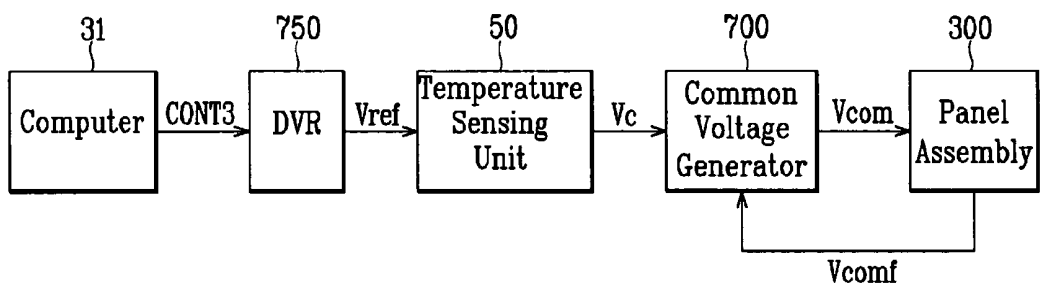 31
750
50
700
300
Computer
CONT3
DVR
Vref
Temperature
Sensing
Unit
Vc
Common
Voltage
Generator
Vcom
Panel
Assembly
Vcomf